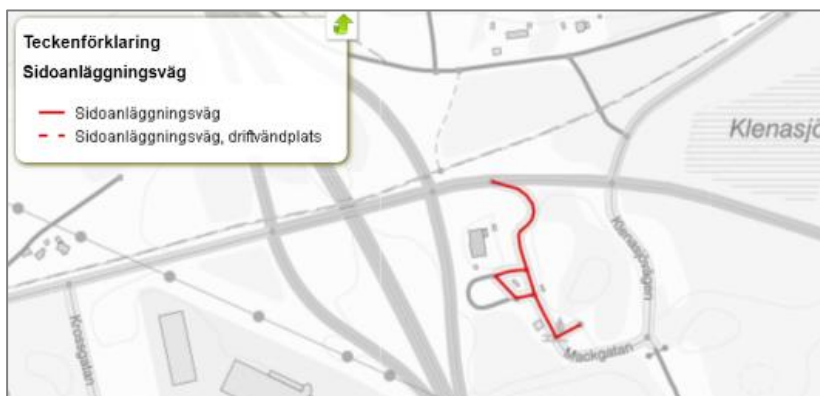 Teckenförklaring
Sidoanläggningsväg
Sidoanläggningsväg
Sidoanläggningsväg, driftvändplats
Klenasjö
Klenasjövägen
Mackgatan
Krossgatan